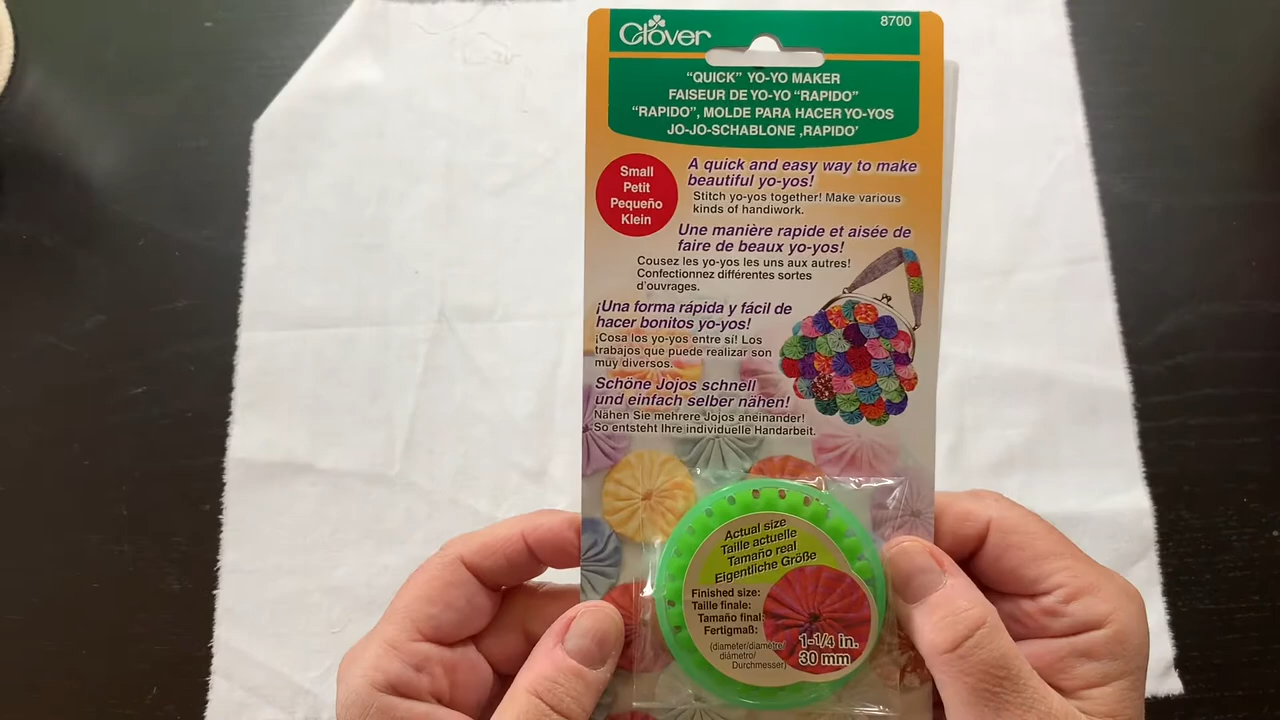 Clover
8700
"QUICK" YO-YO MAKER
FAISEUR DE YO-YO "RAPIDO"
"RAPIDO", MOLDE PARA HACER YO-YOS
JO-JO-SCHABLONE ‚RAPIDO'
Small
Petit
Pequeño
Klein
A quick and easy way to make
beautiful yo-yos!
Stitch yo-yos together! Make various
kinds of handiwork.
Une manière rapide et aisée de
faire de beaux yo-yos!
Cousez les yo-yos les uns aux autres!
Confectionnez différentes sortes
d'ouvrages.
¡Una forma rápida y fácil de
hacer bonitos yo-yos!
¡Cosa los yo-yos entre sí! Los
trabajos que puede realizar son
muy diversos.
Schöne Jojos schnell
und einfach selber nähen!
Nähen Sie mehrere Jojos aneinander!
So entsteht Ihre individuelle Handarbeit.
Actual size
Taille actuelle
Tamaño real
Eigentliche Größe
Finished size:
Taille finale:
Tamaño final:
Fertigmaß:
(diameter/diamètre/
diámetro/
Durchmesser)
1-1/4 in.
30 mm